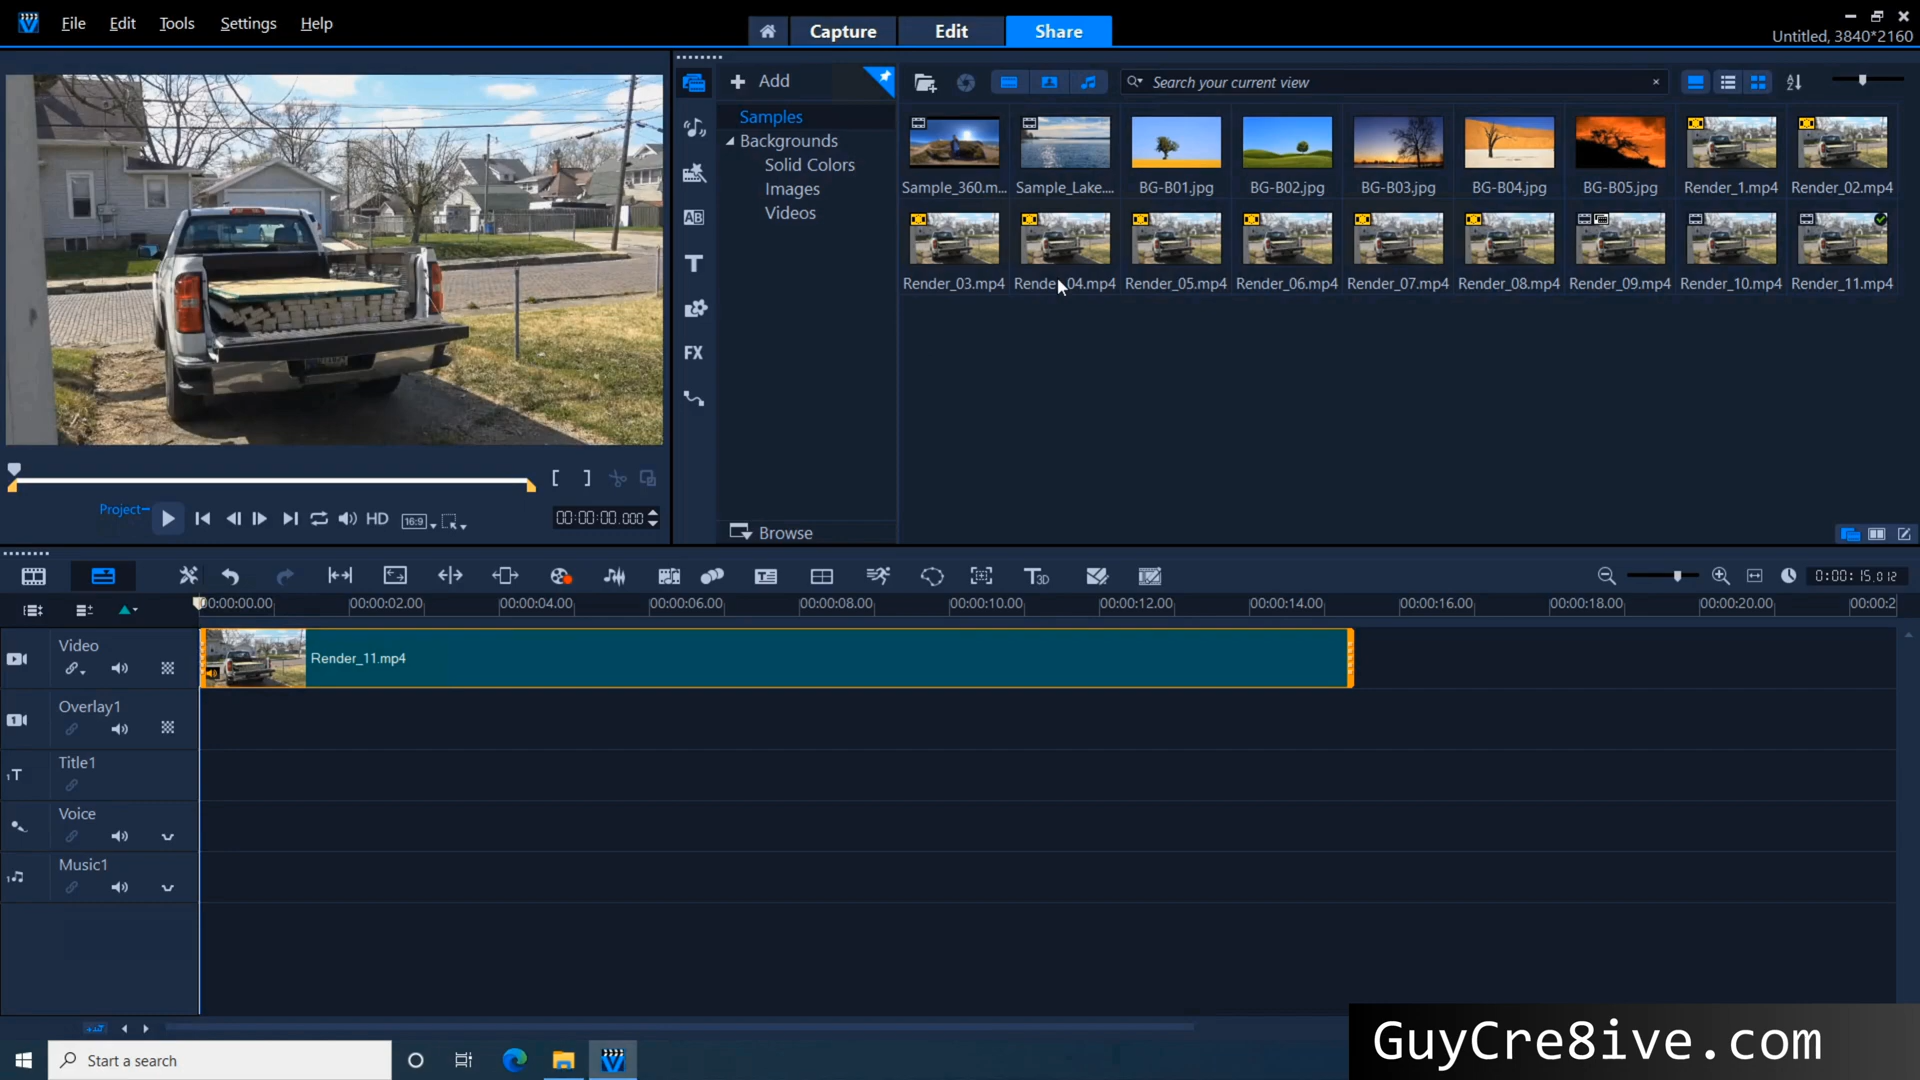 File Edit Tools Settings Help
Capture Edit Share
Untitled, 3840*2160
Add
Search your current view
Samples
Backgrounds
Solid Colors
Images
Videos
Browse
Sample_360.m... Sample_Lake.... BG-B01.jpg BG-B02.jpg BG-B03.jpg BG-B04.jpg BG-B05.jpg Render_1.mp4 Render_02.mp4
Render_03.mp4 Render_04.mp4 Render_05.mp4 Render_06.mp4 Render_07.mp4 Render_08.mp4 Render_09.mp4 Render_10.mp4 Render_11.mp4
AB
T
FX
Project
HD
16:9
00:00:00.000
T3D
0:00:15.012
00:00:00.00 00:00:02.00 00:00:04.00 00:00:06.00 00:00:08.00 00:00:10.00 00:00:12.00 00:00:14.00 00:00:16.00 00:00:18.00 00:00:20.00 00:00:2
Video
Render_11.mp4
Overlay1
Title1
Voice
Music1
Start a search
GuyCre8ive.com